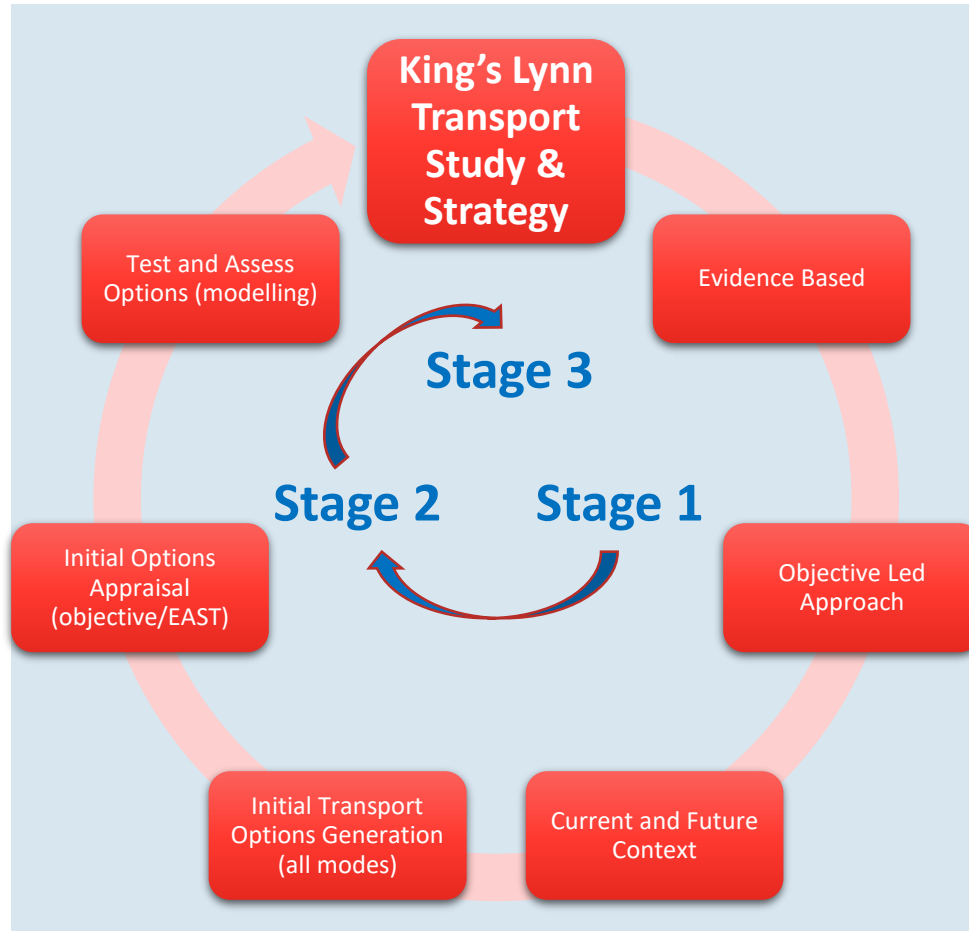 King’s Lynn
Transport
Study &
Strategy
Evidence Based
Objective Led
Approach
Current and Future
Context
Initial Transport
Options Generation
(all modes)
Initial Options
Appraisal
(objective/EAST)
Test and Assess
Options (modelling)
Stage 1
Stage 2
Stage 3